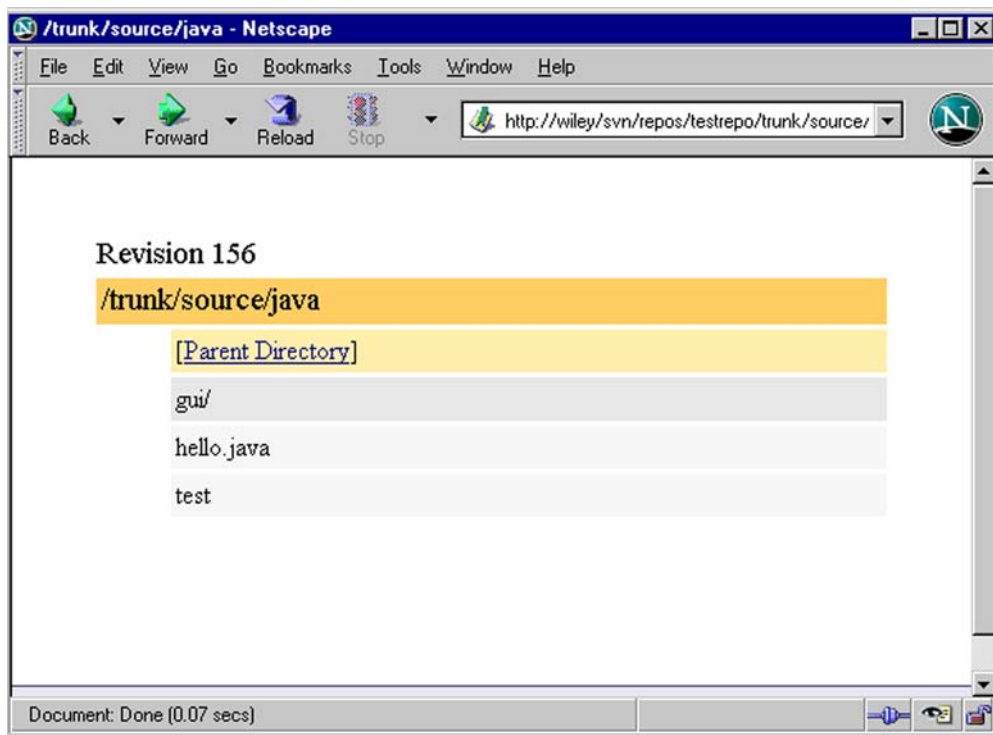 /trunk/source/java - Netscape
File Edit View Go Bookmarks Tools Window Help
Back Forward Reload Stop http://wiley/svn/repos/testrepo/trunk/source/ N
Revision 156
/trunk/source/java
[Parent Directory]
gui/
hello.java
test
Document: Done (0.07 secs)